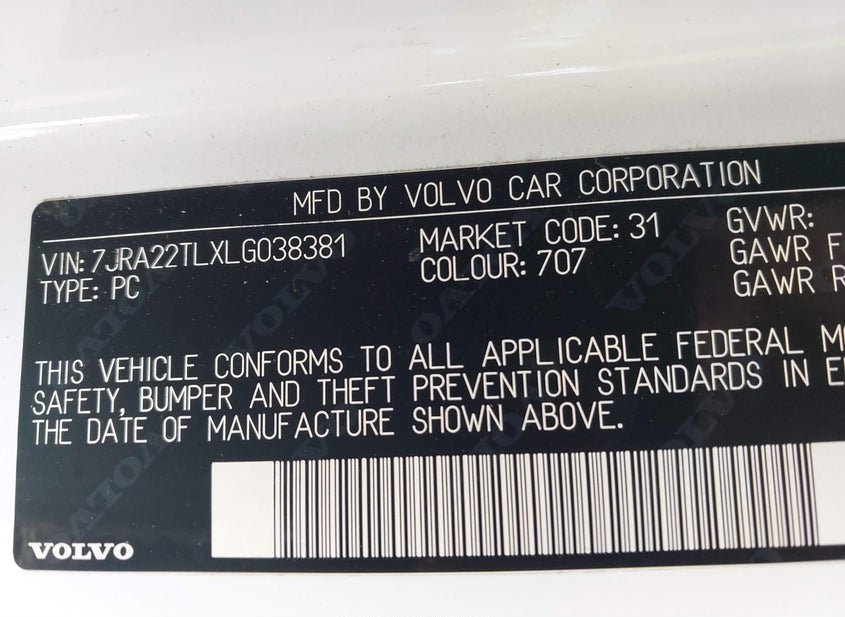 MFD BY VOLVO CAR CORPORATION
VIN: 7JRA22TLXLG038381
TYPE: PC
MARKET CODE: 31
COLOUR: 707
GVWR:
GAWR F
GAWR R
THIS VEHICLE CONFORMS TO ALL APPLICABLE FEDERAL MO
SAFETY, BUMPER AND THEFT PREVENTION STANDARDS IN E
THE DATE OF MANUFACTURE SHOWN ABOVE.
VOLVO